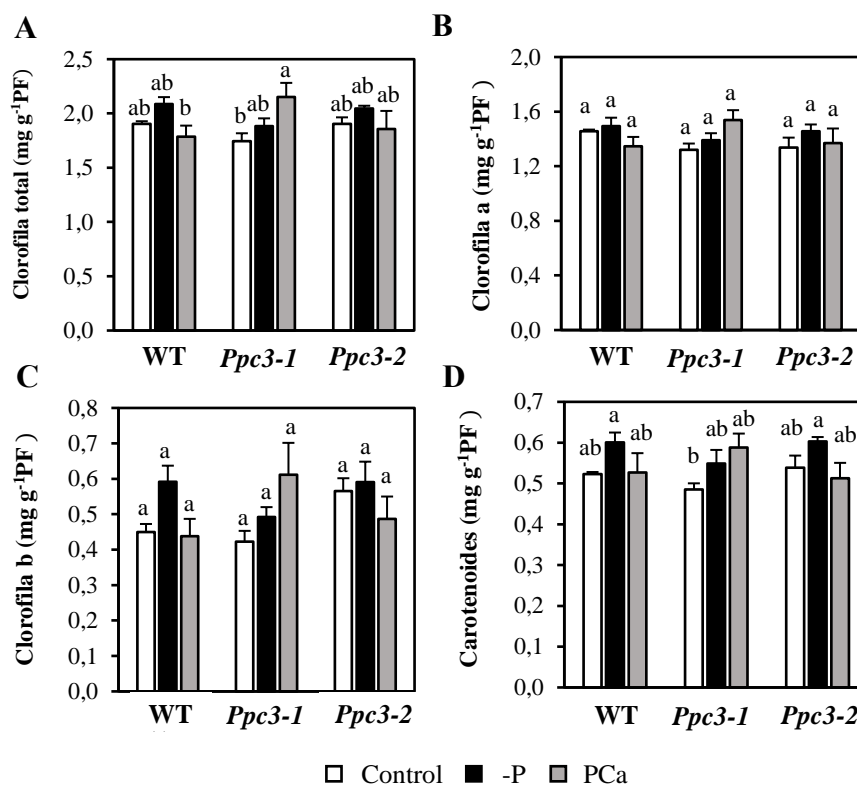 A
Clorofila total (mg g-1PF)
2,5
2,0
1,5
1,0
0,5
0,0
ab ab b b ab a ab ab ab
WT Ppc3-1 Ppc3-2
B
Clorofila a (mg g-1PF )
2,0
1,6
1,2
0,8
0,4
0,0
a a a a a a a a a
WT Ppc3-1 Ppc3-2
C
Clorofila b (mg g-1PF )
0,8
0,7
0,6
0,5
0,4
0,3
0,2
0,1
0,0
a a a a a a a a a
WT Ppc3-1 Ppc3-2
D
Carotenoides (mg g-1PF )
0,7
0,6
0,5
0,4
0,3
0,2
0,1
0,0
ab a ab b ab ab ab a ab
WT Ppc3-1 Ppc3-2
Control -P PCa